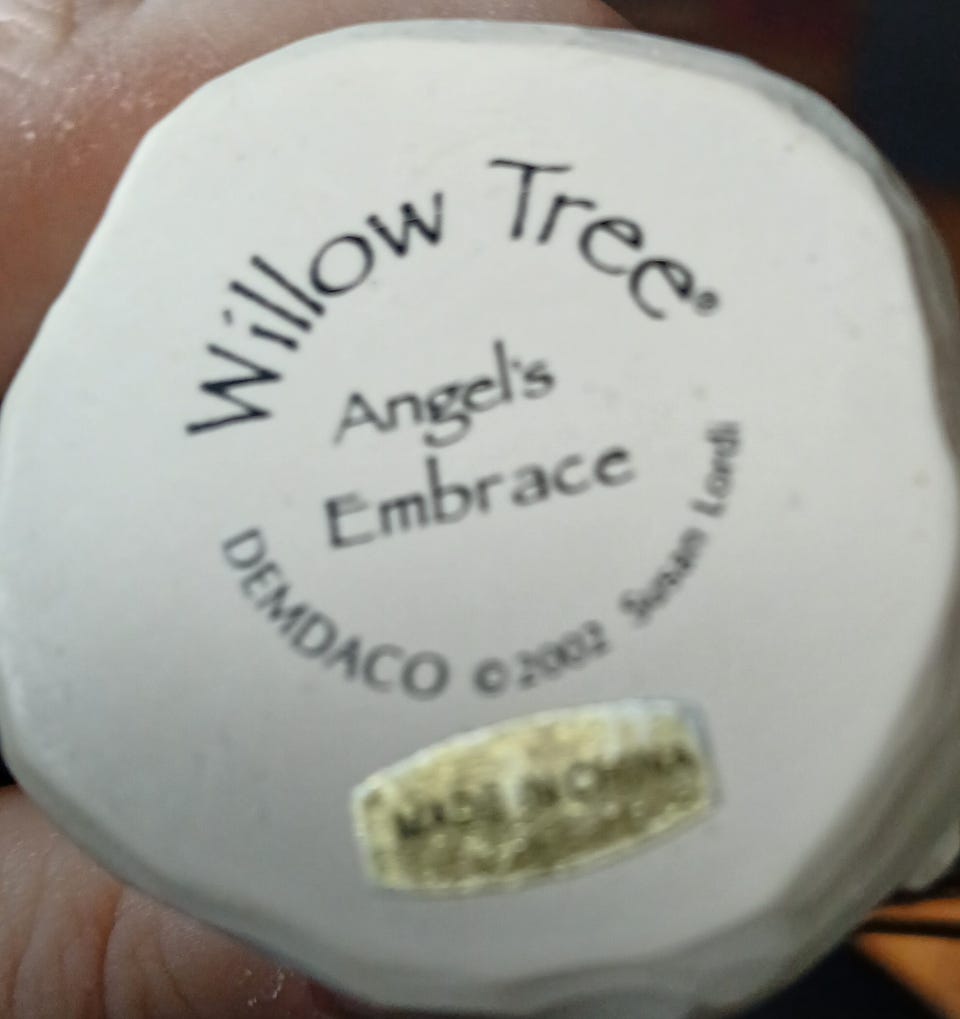 Willow Tree®
Angel's
Embrace
DEMDACO ©2002 Susan Lordi
MADE IN CHINA